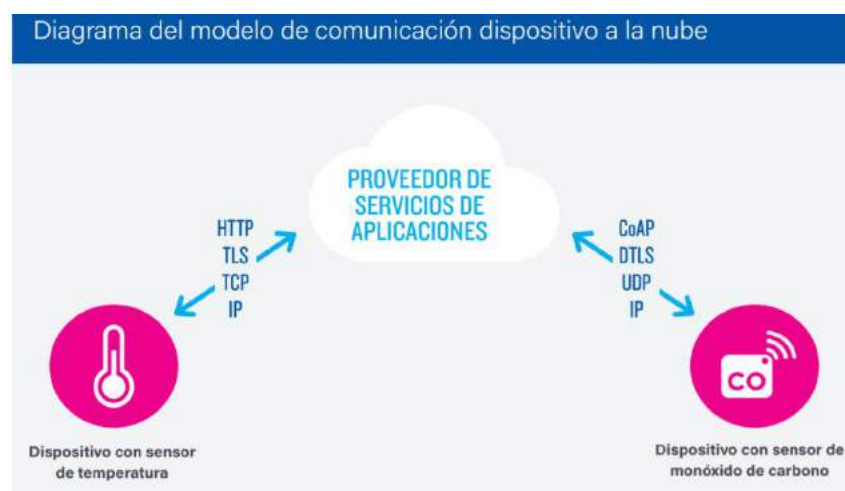 Diagrama del modelo de comunicación dispositivo a la nube
PROVEEDOR DE
SERVICIOS DE
APLICACIONES
HTTP
TLS
TCP
IP
CoAP
DTLS
UDP
IP
CO
Dispositivo con sensor
de temperatura
Dispositivo con sensor de
monóxido de carbono